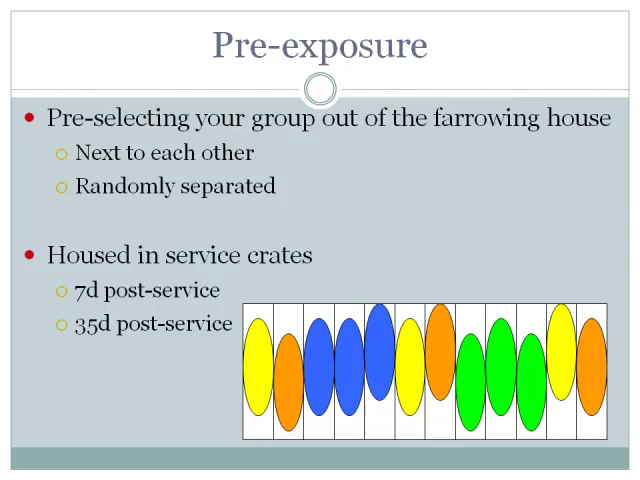 Pre-exposure
Pre-selecting your group out of the farrowing house
Next to each other
Randomly separated
Housed in service crates
7d post-service
35d post-service